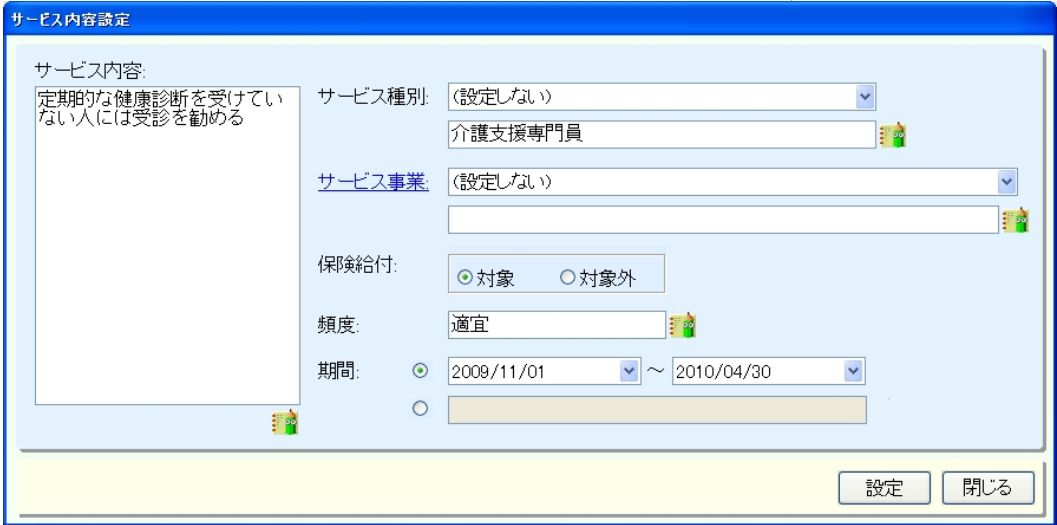 サービス内容設定
サービス内容:
定期的な健康診断を受けてい
ない人には受診を勧める
サービス種別:
(設定しない)
介護支援専門員
サービス事業:
(設定しない)
保険給付:
対象
対象外
頻度:
適宜
期間:
2009/11/01
～
2010/04/30
設定
閉じる